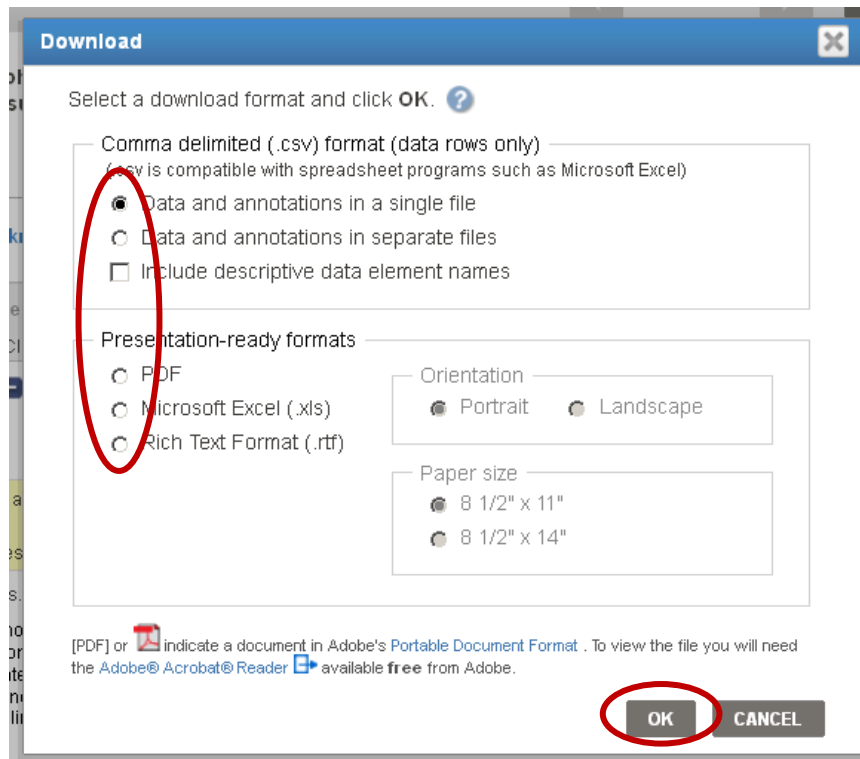 Download
Select a download format and click OK. ?
Comma delimited (.csv) format (data rows only)
(.csv is compatible with spreadsheet programs such as Microsoft Excel)
Data and annotations in a single file
Data and annotations in separate files
Include descriptive data element names
Presentation-ready formats
PDF
Microsoft Excel (.xls)
Rich Text Format (.rtf)
Orientation
Portrait Landscape
Paper size
8 1/2" x 11"
8 1/2" x 14"
[PDF] or indicate a document in Adobe's Portable Document Format . To view the file you will need
the Adobe® Acrobat® Reader available free from Adobe.
OK CANCEL